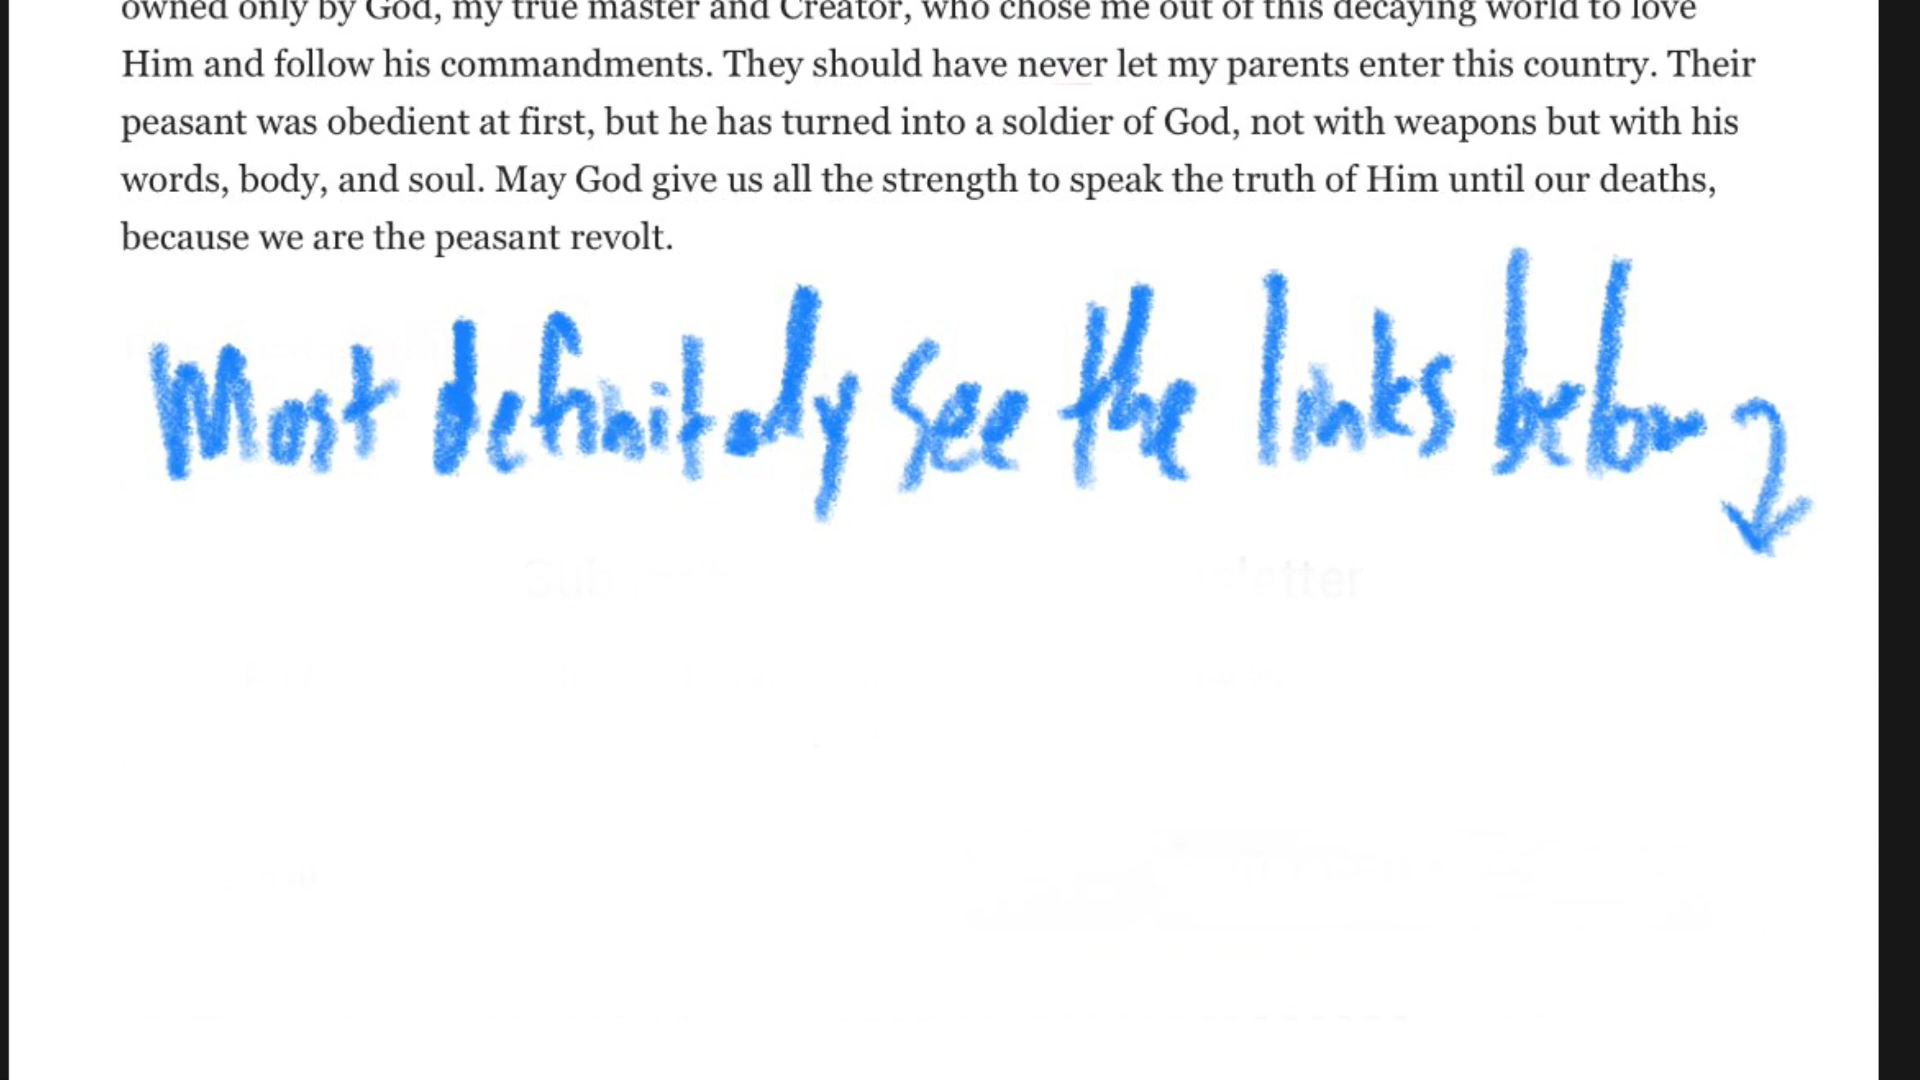 owned only by God, my true master and Creator, who chose me out of this decaying world to love
Him and follow his commandments. They should have never let my parents enter this country. Their
peasant was obedient at first, but he has turned into a soldier of God, not with weapons but with his
words, body, and soul. May God give us all the strength to speak the truth of Him until our deaths,
because we are the peasant revolt.
Most definitely see the links below